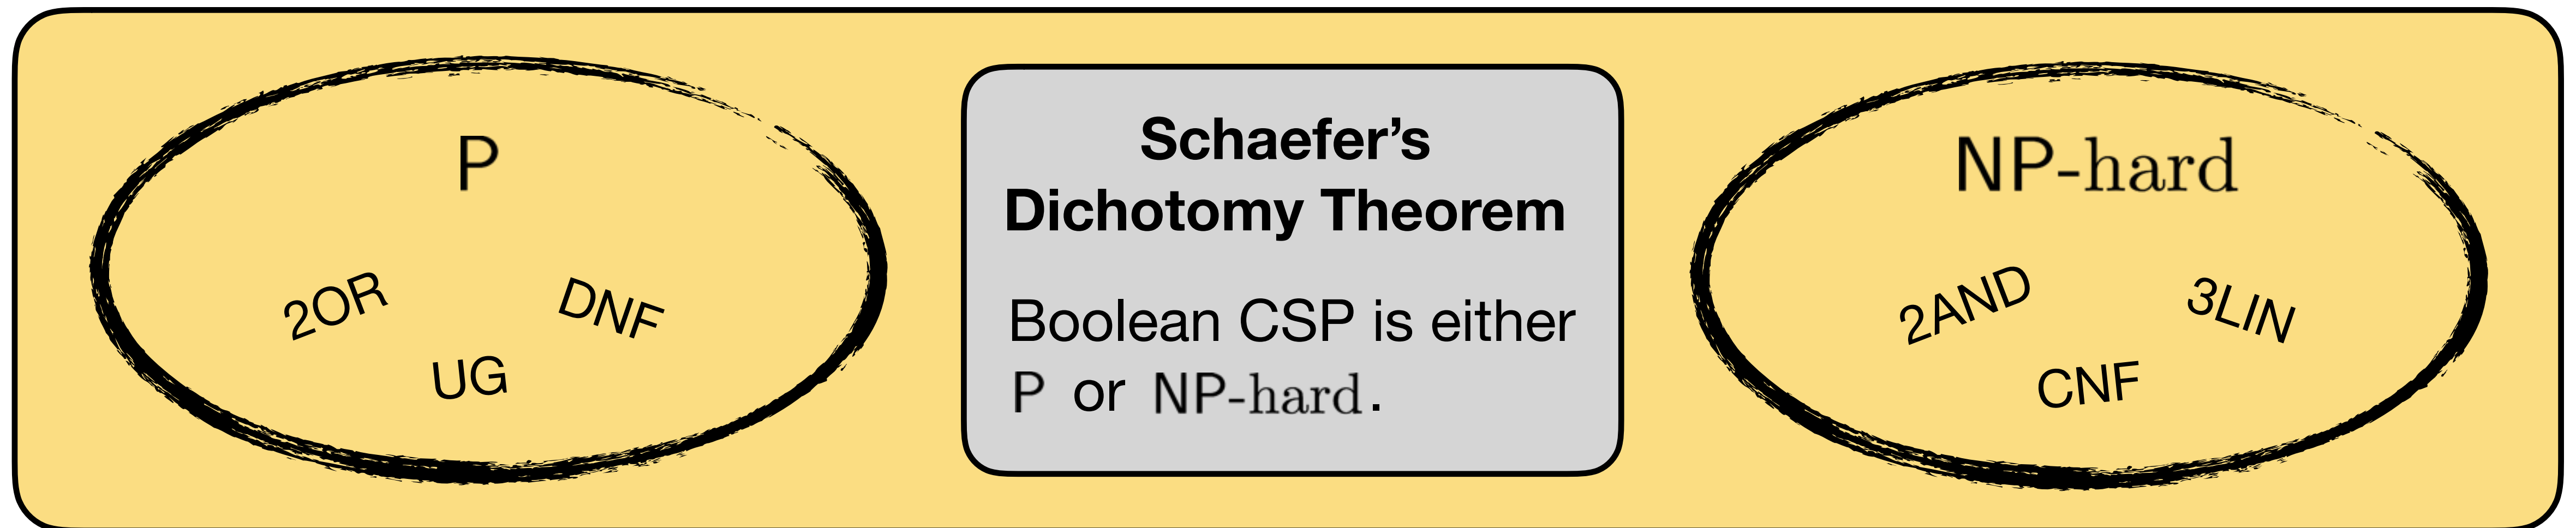 P
2OR
DNF
UG
Schaefer’s
Dichotomy Theorem
Boolean CSP is either
P or NP-hard.
NP-hard
2AND
3LIN
CNF